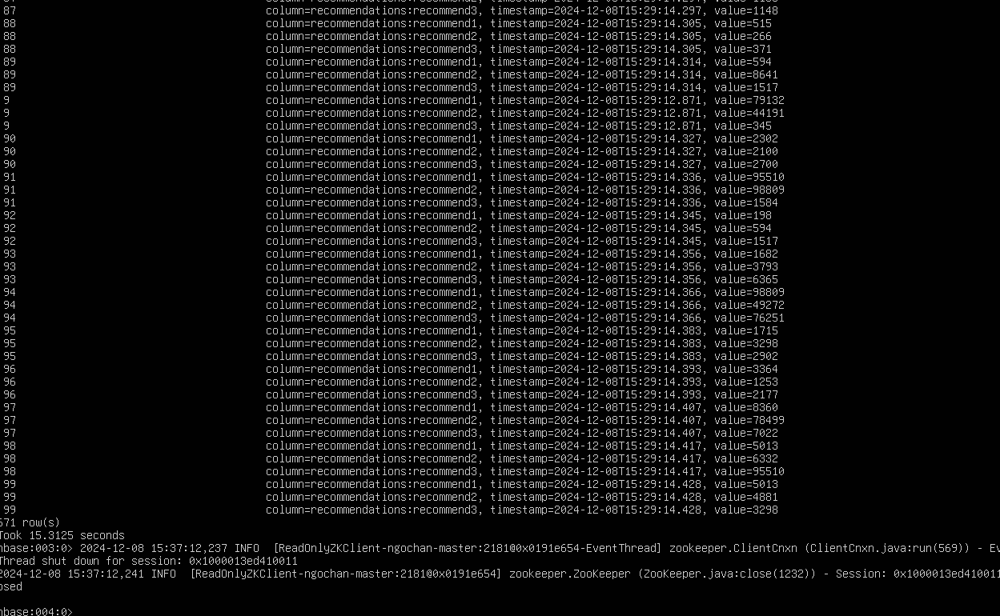 87 column=recommendations:recommend3, timestamp=2024-12-08T15:29:14.297, value=1148
88 column=recommendations:recommend1, timestamp=2024-12-08T15:29:14.305, value=515
88 column=recommendations:recommend2, timestamp=2024-12-08T15:29:14.305, value=266
88 column=recommendations:recommend3, timestamp=2024-12-08T15:29:14.305, value=371
89 column=recommendations:recommend1, timestamp=2024-12-08T15:29:14.314, value=594
89 column=recommendations:recommend2, timestamp=2024-12-08T15:29:14.314, value=8641
89 column=recommendations:recommend3, timestamp=2024-12-08T15:29:14.314, value=1517
9 column=recommendations:recommend1, timestamp=2024-12-08T15:29:12.871, value=79132
9 column=recommendations:recommend2, timestamp=2024-12-08T15:29:12.871, value=44191
9 column=recommendations:recommend3, timestamp=2024-12-08T15:29:12.871, value=345
90 column=recommendations:recommend1, timestamp=2024-12-08T15:29:14.327, value=2302
90 column=recommendations:recommend2, timestamp=2024-12-08T15:29:14.327, value=2100
90 column=recommendations:recommend3, timestamp=2024-12-08T15:29:14.327, value=2700
91 column=recommendations:recommend1, timestamp=2024-12-08T15:29:14.336, value=95510
91 column=recommendations:recommend2, timestamp=2024-12-08T15:29:14.336, value=98809
91 column=recommendations:recommend3, timestamp=2024-12-08T15:29:14.336, value=1584
92 column=recommendations:recommend1, timestamp=2024-12-08T15:29:14.345, value=198
92 column=recommendations:recommend2, timestamp=2024-12-08T15:29:14.345, value=594
92 column=recommendations:recommend3, timestamp=2024-12-08T15:29:14.345, value=1517
93 column=recommendations:recommend1, timestamp=2024-12-08T15:29:14.356, value=1682
93 column=recommendations:recommend2, timestamp=2024-12-08T15:29:14.356, value=3793
93 column=recommendations:recommend3, timestamp=2024-12-08T15:29:14.356, value=6365
94 column=recommendations:recommend1, timestamp=2024-12-08T15:29:14.366, value=98809
94 column=recommendations:recommend2, timestamp=2024-12-08T15:29:14.366, value=49272
94 column=recommendations:recommend3, timestamp=2024-12-08T15:29:14.366, value=76251
95 column=recommendations:recommend1, timestamp=2024-12-08T15:29:14.383, value=1715
95 column=recommendations:recommend2, timestamp=2024-12-08T15:29:14.383, value=3298
95 column=recommendations:recommend3, timestamp=2024-12-08T15:29:14.383, value=2902
96 column=recommendations:recommend1, timestamp=2024-12-08T15:29:14.393, value=3364
96 column=recommendations:recommend2, timestamp=2024-12-08T15:29:14.393, value=1253
96 column=recommendations:recommend3, timestamp=2024-12-08T15:29:14.393, value=2177
97 column=recommendations:recommend1, timestamp=2024-12-08T15:29:14.407, value=8360
97 column=recommendations:recommend2, timestamp=2024-12-08T15:29:14.407, value=78499
97 column=recommendations:recommend3, timestamp=2024-12-08T15:29:14.407, value=7022
98 column=recommendations:recommend1, timestamp=2024-12-08T15:29:14.417, value=5013
98 column=recommendations:recommend2, timestamp=2024-12-08T15:29:14.417, value=6332
98 column=recommendations:recommend3, timestamp=2024-12-08T15:29:14.417, value=95510
99 column=recommendations:recommend1, timestamp=2024-12-08T15:29:14.428, value=5013
99 column=recommendations:recommend2, timestamp=2024-12-08T15:29:14.428, value=4881
99 column=recommendations:recommend3, timestamp=2024-12-08T15:29:14.428, value=3298
671 row(s)
Took 15.3125 seconds
hbase:003:0> 2024-12-08 15:37:12,237 INFO [ReadOnlyZKClient-ngochan-master:2181@0x0191e654-EventThread] zookeeper.ClientCnxn (ClientCnxn.java:run(569)) - Ev
Thread shut down for session: 0x1000013ed410011
2024-12-08 15:37:12,241 INFO [ReadOnlyZKClient-ngochan-master:2181@0x0191e654] zookeeper.ZooKeeper (ZooKeeper.java:close(1232)) - Session: 0x1000013ed410011
osed
hbase:004:0>